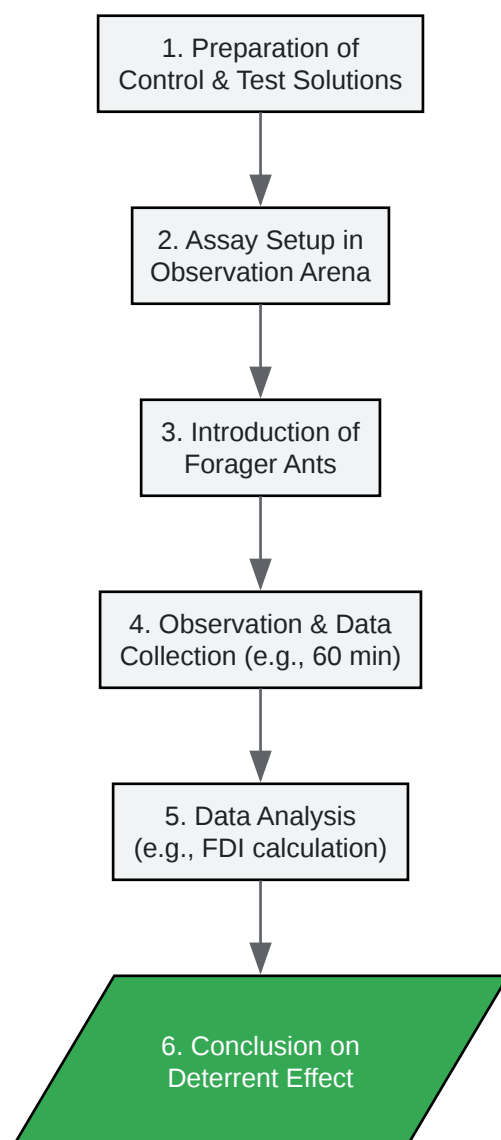 1. Preparation of
Control & Test Solutions
2. Assay Setup in
Observation Arena
3. Introduction of
Forager Ants
4. Observation & Data
Collection (e.g., 60 min)
5. Data Analysis
(e.g., FDI calculation)
6. Conclusion on
Deterrent Effect